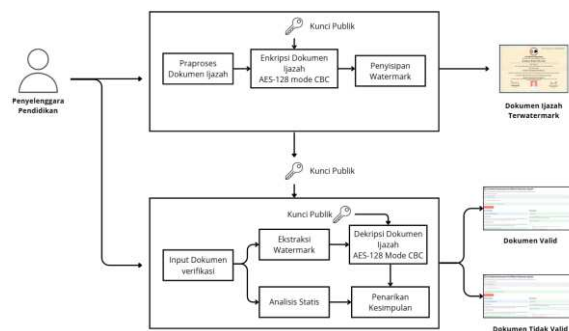 Kunci Publik
Praproses
Dokumen Ijazah
Enkripsi Dokumen
Ijazah
AES-128 mode CBC
Penyisipan
Watermark
Penyelenggara
Pendidikan
Dokumen Ijazah
Terwatermark
Kunci Publik
Kunci Publik
Input Dokumen
verifikasi
Ekstraksi
Watermark
Dekripsi Dokumen
Ijazah
AES-128 Mode CBC
Analisis Statis
Penarikan
Kesimpulan
Dokumen Valid
Dokumen Tidak Valid